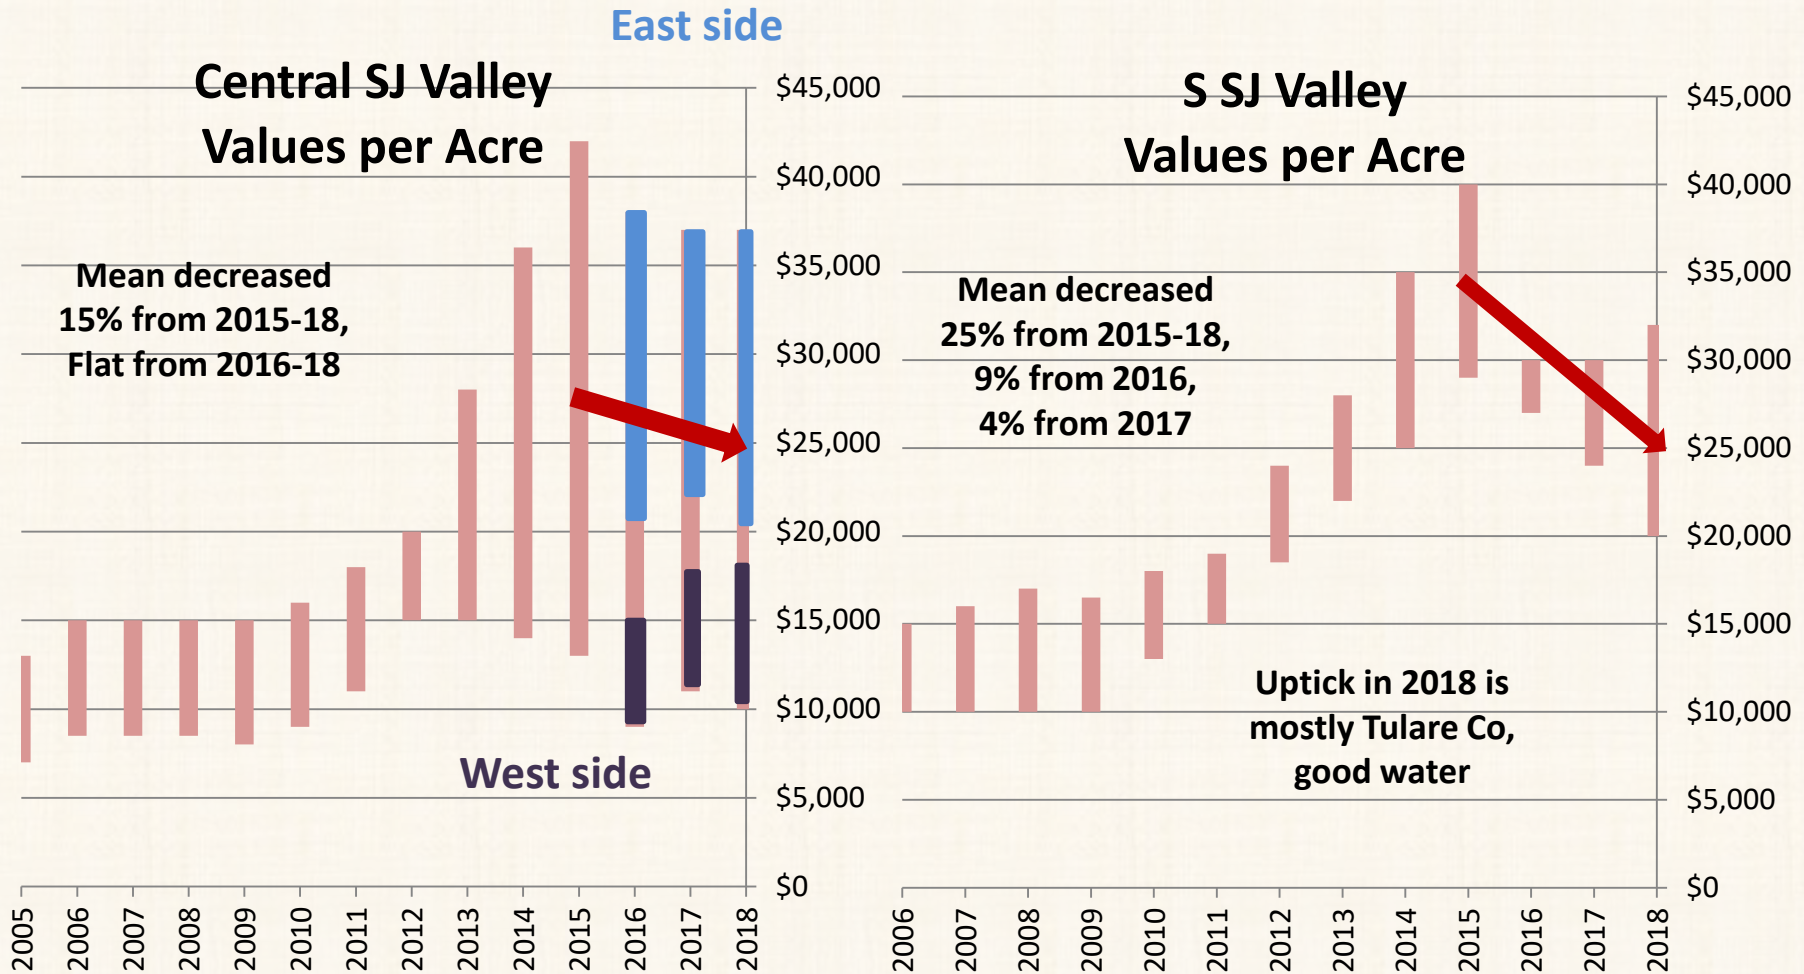 East side
Central SJ Valley
Values per Acre
Mean decreased
15% from 2015-18,
Flat from 2016-18
West side
$45,000
$40,000
$35,000
$30,000
$25,000
$20,000
$15,000
$10,000
$5,000
$0
2005
2006
2007
2008
2009
2010
2011
2012
2013
2014
2015
2016
2017
2018
S SJ Valley
Values per Acre
Mean decreased
25% from 2015-18,
9% from 2016,
4% from 2017
Uptick in 2018 is
mostly Tulare Co,
good water
$45,000
$40,000
$35,000
$30,000
$25,000
$20,000
$15,000
$10,000
$5,000
$0
2006
2007
2008
2009
2010
2011
2012
2013
2014
2015
2016
2017
2018